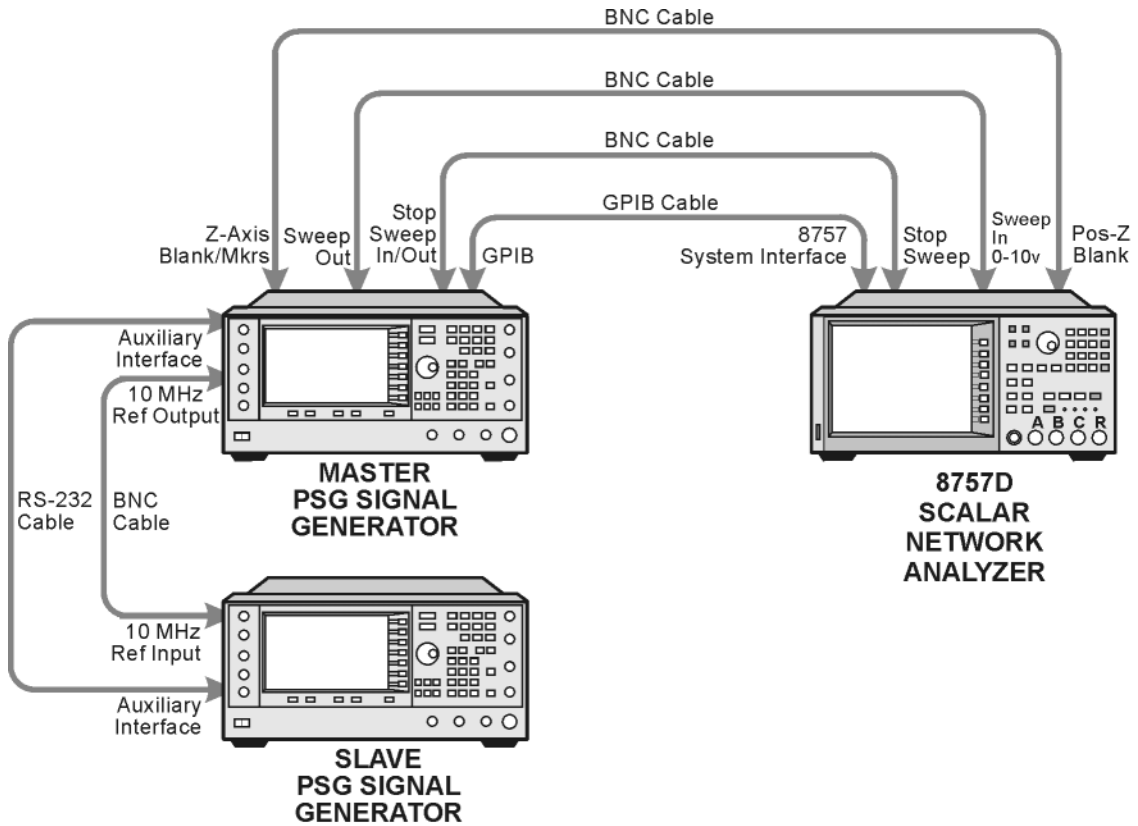 BNC Cable
BNC Cable
BNC Cable
GPIB Cable
Z-Axis
Blank/Mkrs
Sweep
Out
Stop
Sweep
In/Out
GPIB
8757
System Interface
Stop
Sweep
Sweep
In
0-10v
Pos-Z
Blank
Auxiliary
Interface
10 MHz
Ref Output
A B C R
MASTER
PSG SIGNAL
GENERATOR
8757D
SCALAR
NETWORK
ANALYZER
RS-232
Cable
BNC
Cable
10 MHz
Ref Input
Auxiliary
Interface
SLAVE
PSG SIGNAL
GENERATOR